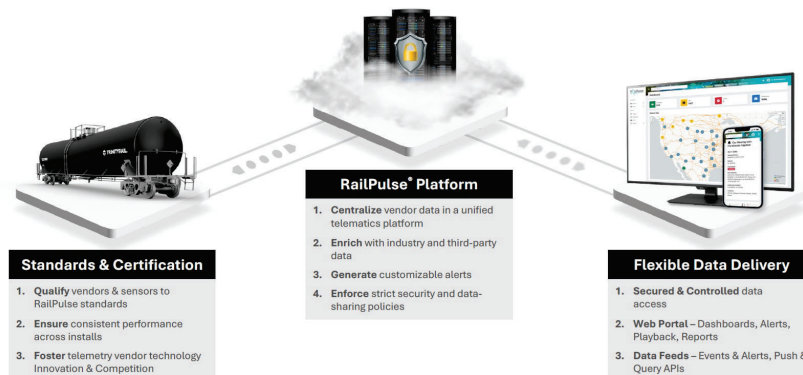 TRINITYRAIL
RailPulse® Platform
1. Centralize vendor data in a unified
telematics platform
2. Enrich with industry and third-party
data
3. Generate customizable alerts
4. Enforce strict security and data-
sharing policies
Standards & Certification
1. Qualify vendors & sensors to
RailPulse standards
2. Ensure consistent performance
across installs
3. Foster telemetry vendor technology
Innovation & Competition
Flexible Data Delivery
1. Secured & Controlled data
access
2. Web Portal – Dashboards, Alerts,
Playback, Reports
3. Data Feeds – Events & Alerts, Push &
Query APIs